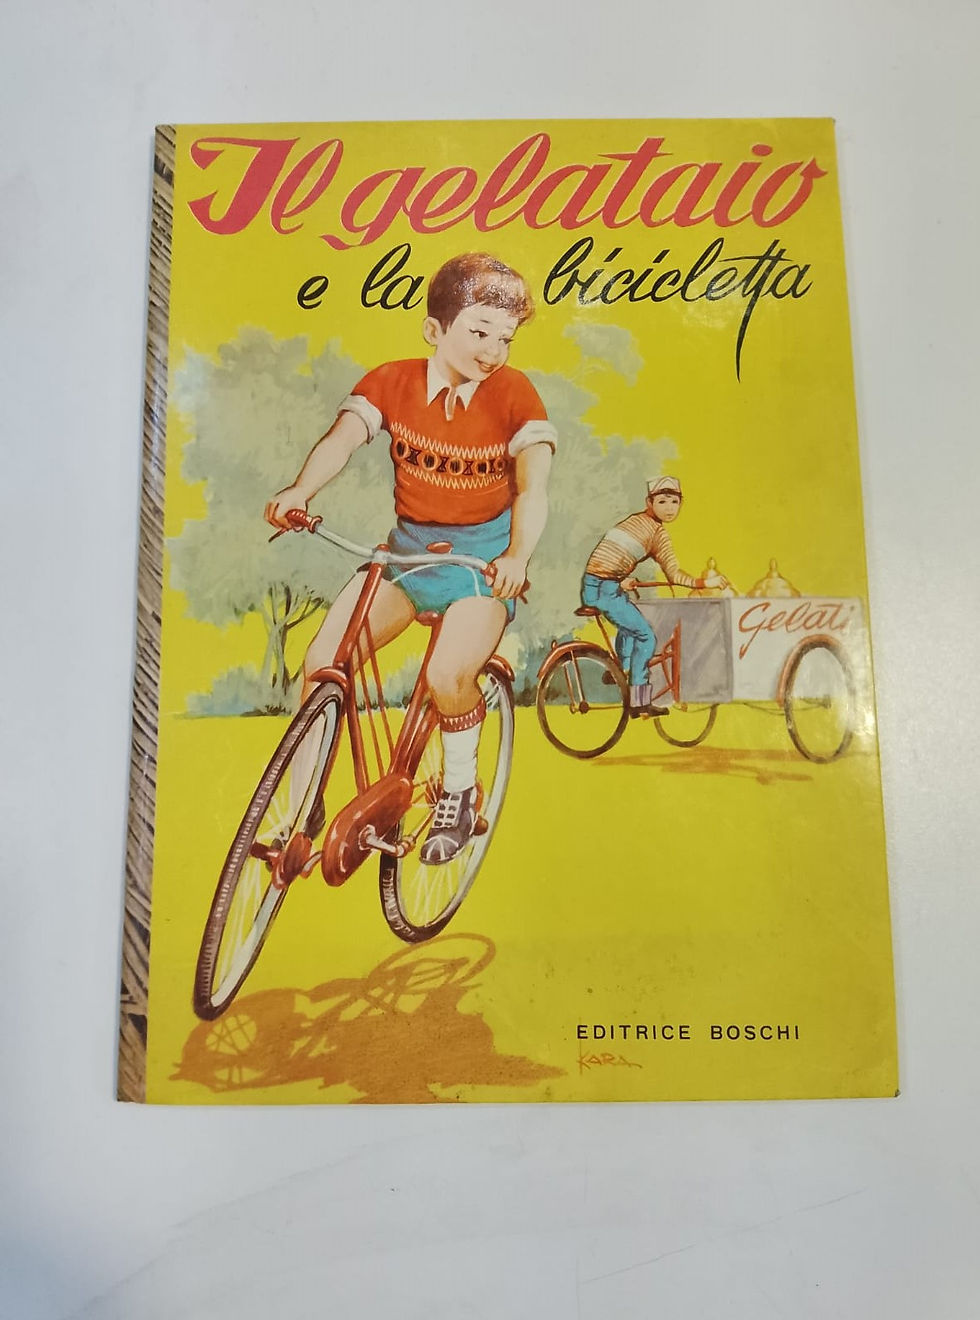 Il gelataio
e la bicicletta
Gelati
EDITRICE BOSCHI
KARA